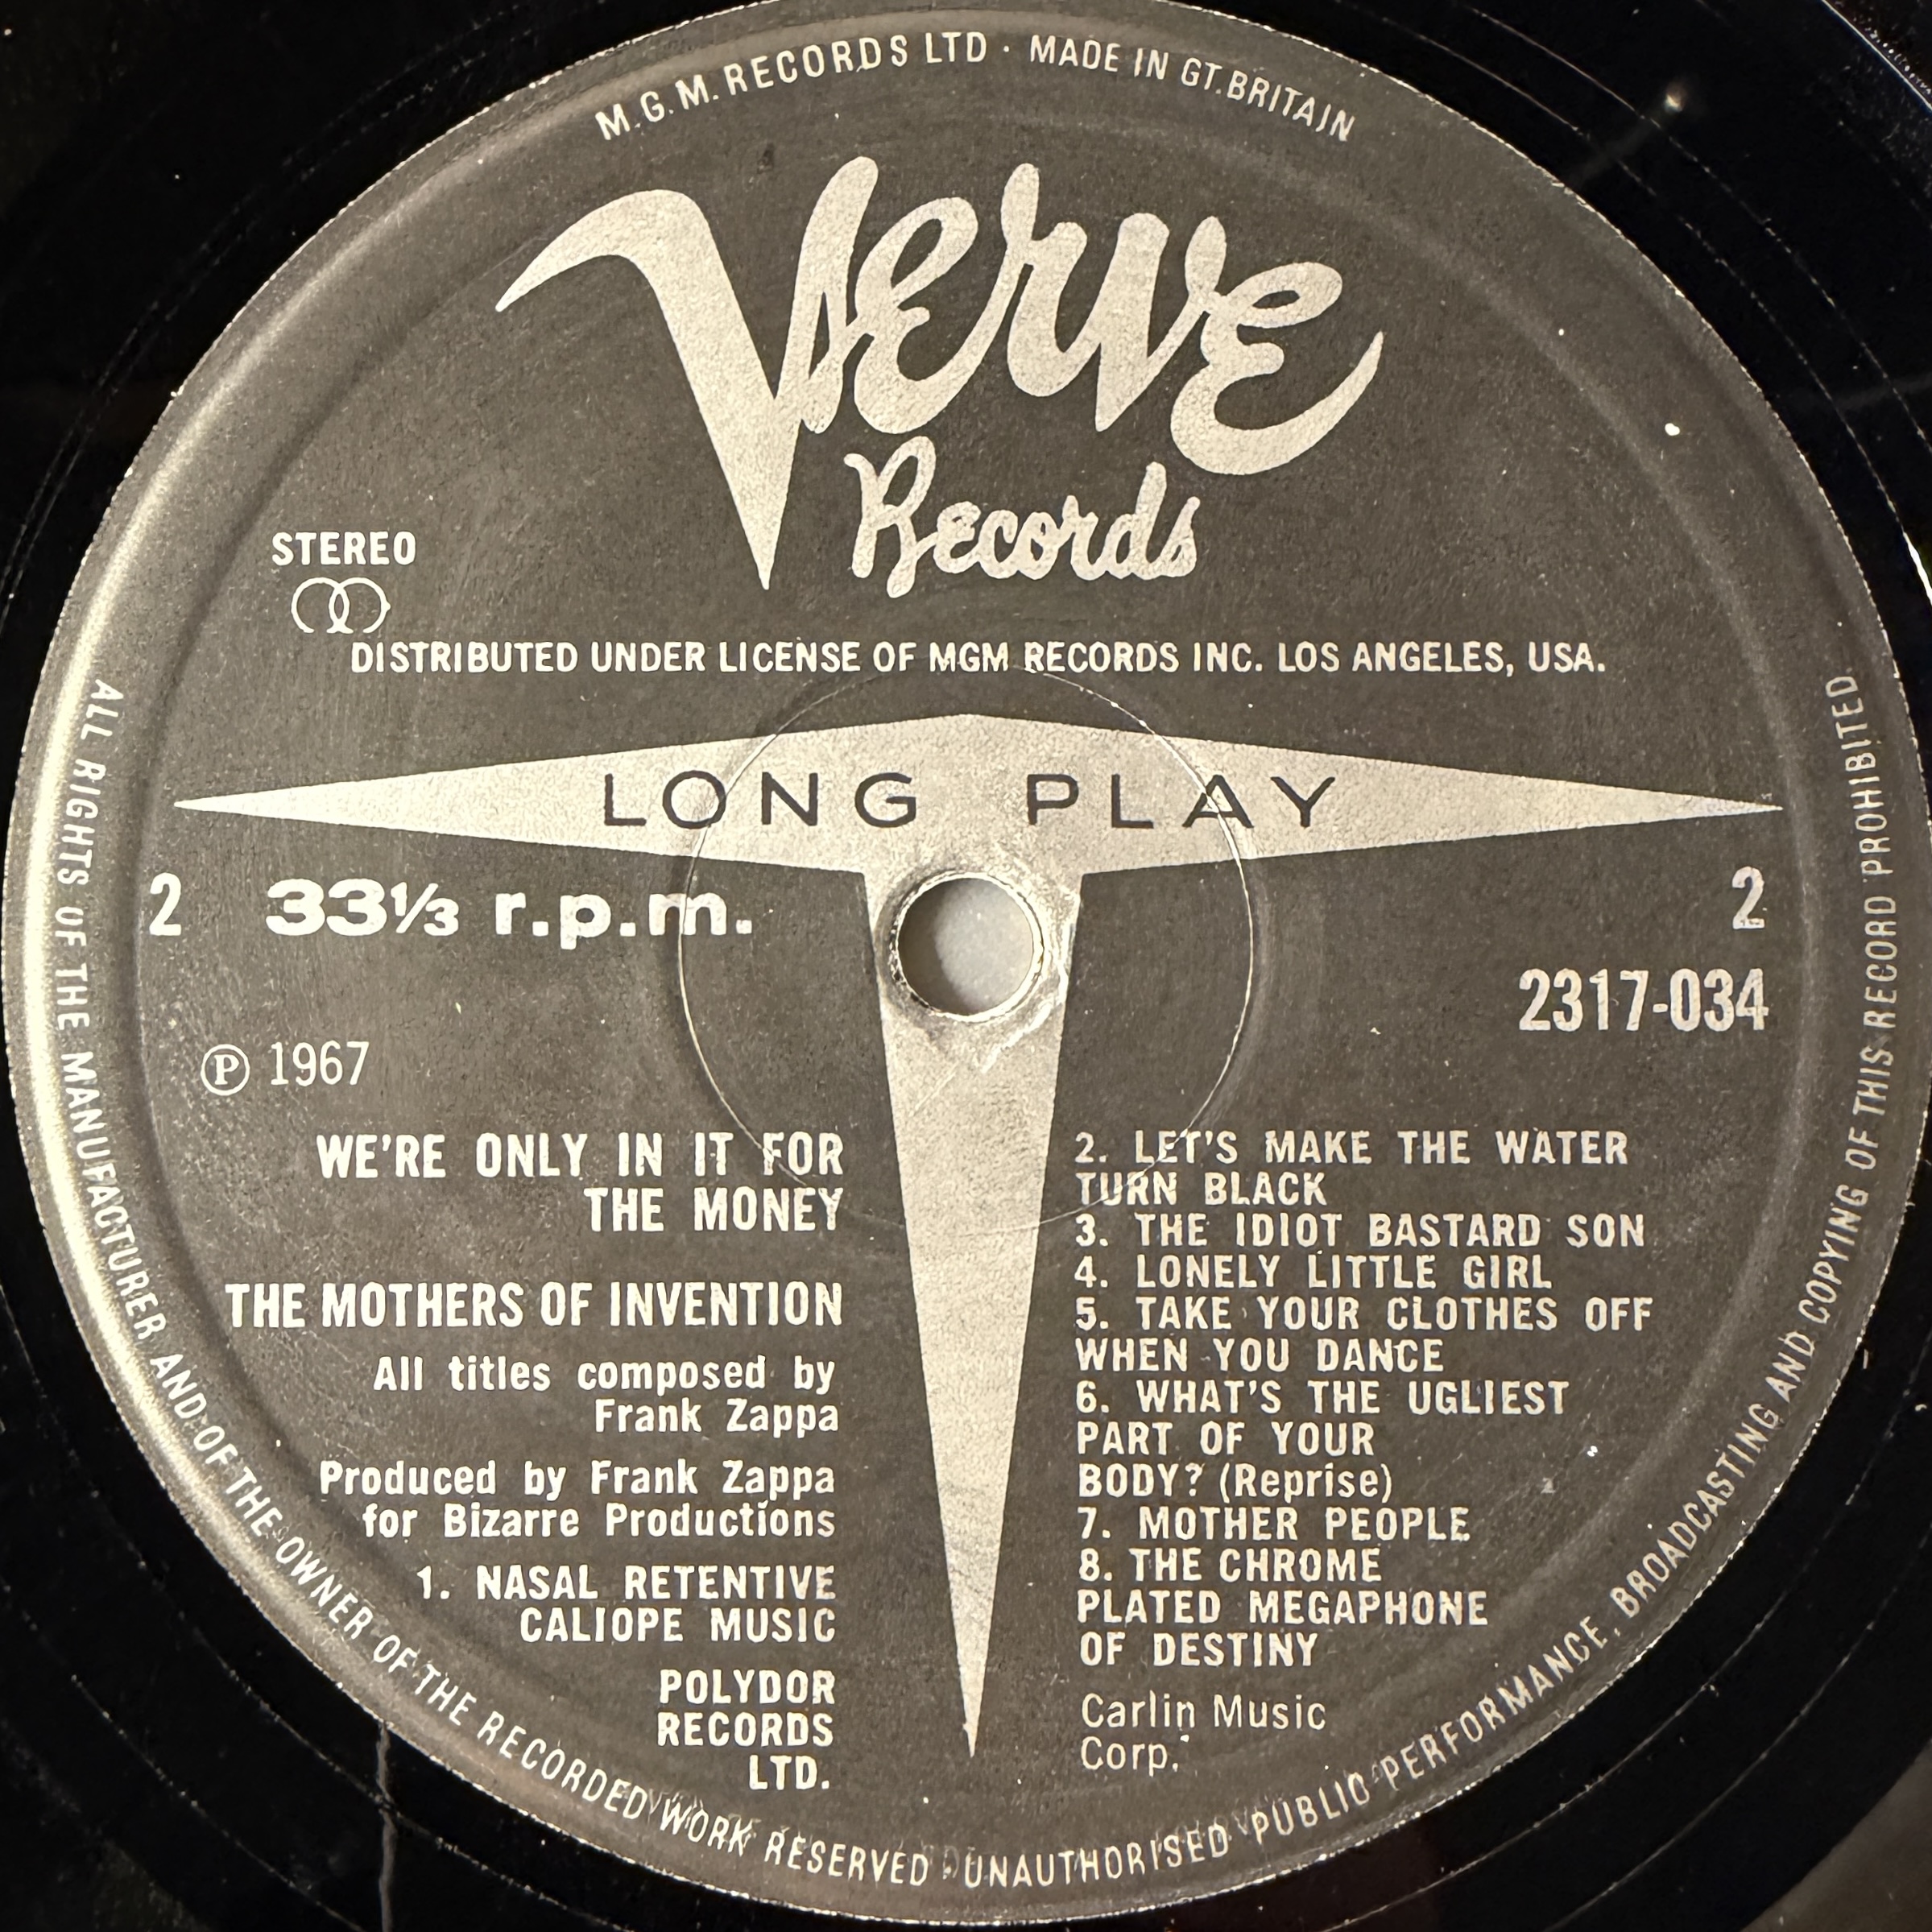 M.G.M. RECORDS LTD · MADE IN GT.BRITAIN
Verve
Records
STEREO
DISTRIBUTED UNDER LICENSE OF MGM RECORDS INC. LOS ANGELES, USA.
LONG PLAY
2 33⅓ r.p.m.
2
2317-034
Ⓟ 1967
WE'RE ONLY IN IT FOR
THE MONEY
THE MOTHERS OF INVENTION
All titles composed by
Frank Zappa
Produced by Frank Zappa
for Bizarre Productions
1. NASAL RETENTIVE
CALIOPE MUSIC
POLYDOR
RECORDS
LTD.
2. LET'S MAKE THE WATER
TURN BLACK
3. THE IDIOT BASTARD SON
4. LONELY LITTLE GIRL
5. TAKE YOUR CLOTHES OFF
WHEN YOU DANCE
6. WHAT'S THE UGLIEST
PART OF YOUR
BODY? (Reprise)
7. MOTHER PEOPLE
8. THE CHROME
PLATED MEGAPHONE
OF DESTINY
Carlin Music
Corp.
ALL RIGHTS OF THE MANUFACTURER AND OF THE OWNER OF THE RECORDED WORK RESERVED · UNAUTHORISED PUBLIC PERFORMANCE, BROADCASTING AND COPYING OF THIS RECORD PROHIBITED